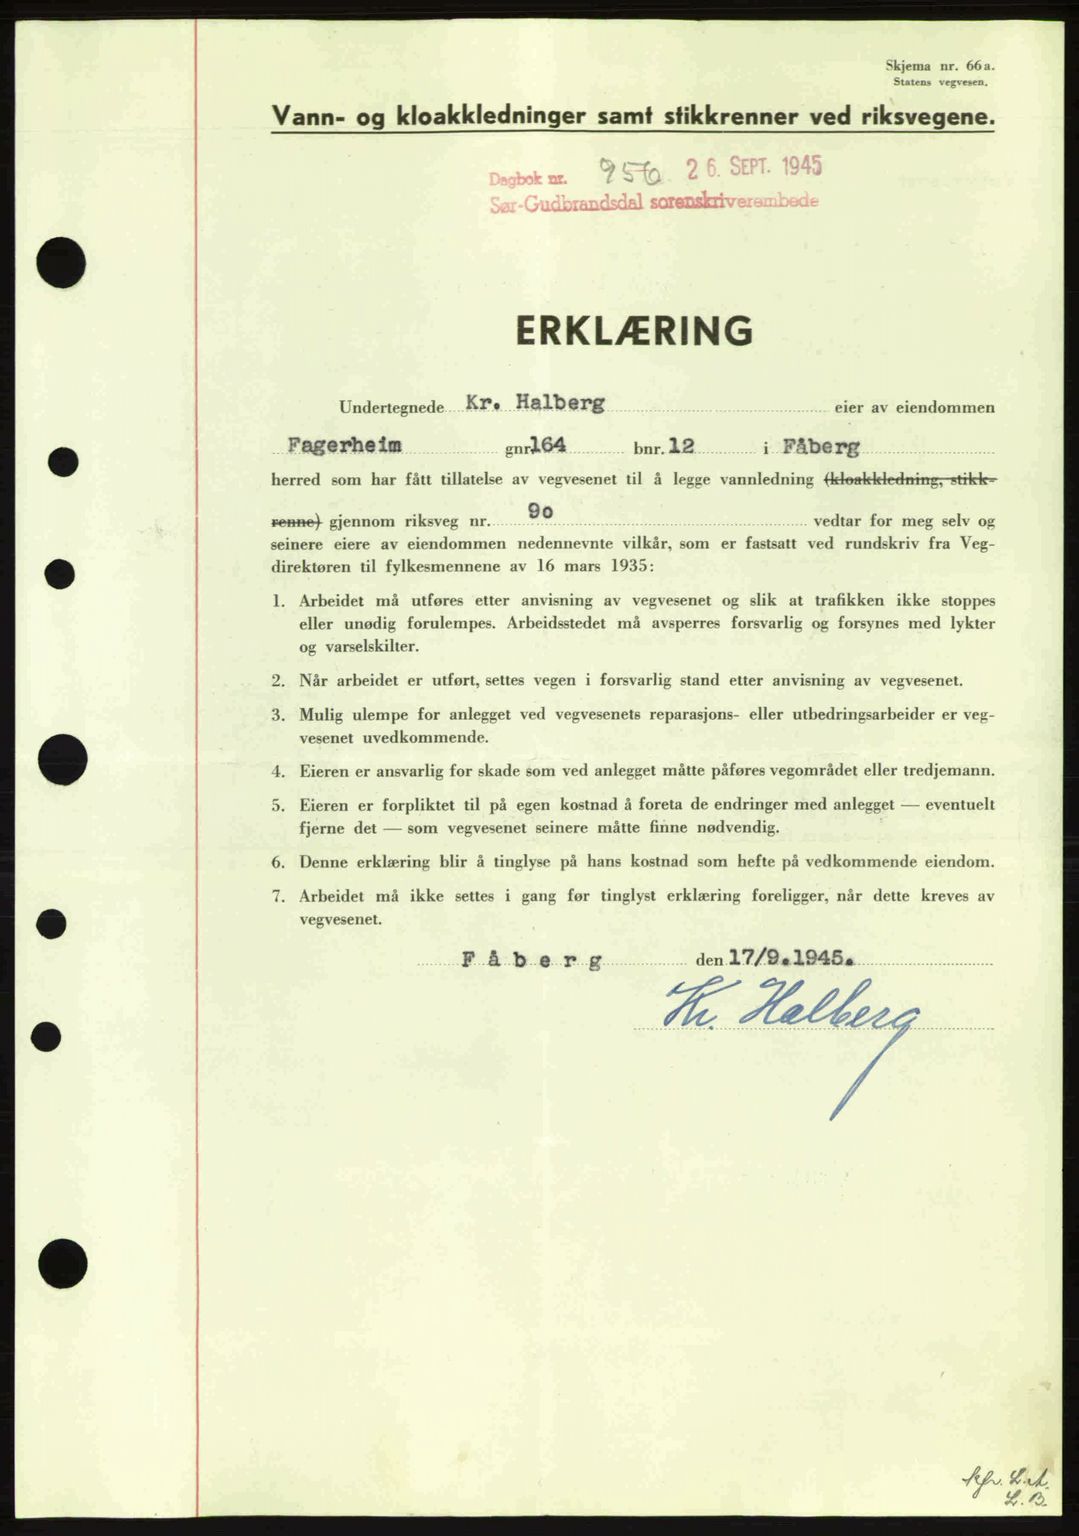 Skjema nr. 66 a.
Statens vegvesen.
Vann- og kloakkledninger samt stikkrenner ved riksvegene.
Dagbok nr. 956 26. SEPT. 1945
Sør-Gudbrandsdal sorenskriverembede
ERKLÆRING
Undertegnede Kr. Halberg eier av eiendommen
Fagerheim gnr. 164 bnr. 12 i Fåberg
herred som har fått tillatelse av vegvesenet til å legge vannledning (kloakkledning, stikk-
renne) gjennom riksveg nr. 90 vedtar for meg selv og
seinere eiere av eiendommen nedennevnte vilkår, som er fastsatt ved rundskriv fra Veg-
direktøren til fylkesmennene av 16 mars 1935:
1. Arbeidet må utføres etter anvisning av vegvesenet og slik at trafikken ikke stoppes
eller unødig forulempes. Arbeidsstedet må avsperres forsvarlig og forsynes med lykter
og varselskilter.
2. Når arbeidet er utført, settes vegen i forsvarlig stand etter anvisning av vegvesenet.
3. Mulig ulempe for anlegget ved vegvesenets reparasjons- eller utbedringsarbeider er veg-
vesenet uvedkommende.
4. Eieren er ansvarlig for skade som ved anlegget måtte påføres vegområdet eller tredjemann.
5. Eieren er forpliktet til på egen kostnad å foreta de endringer med anlegget — eventuelt
fjerne det — som vegvesenet seinere måtte finne nødvendig.
6. Denne erklæring blir å tinglyse på hans kostnad som hefte på vedkommende eiendom.
7. Arbeidet må ikke settes i gang før tinglyst erklæring foreligger, når dette kreves av
vegvesenet.
Fåberg den 17/9.1945.
Kr. Halberg
L. B.